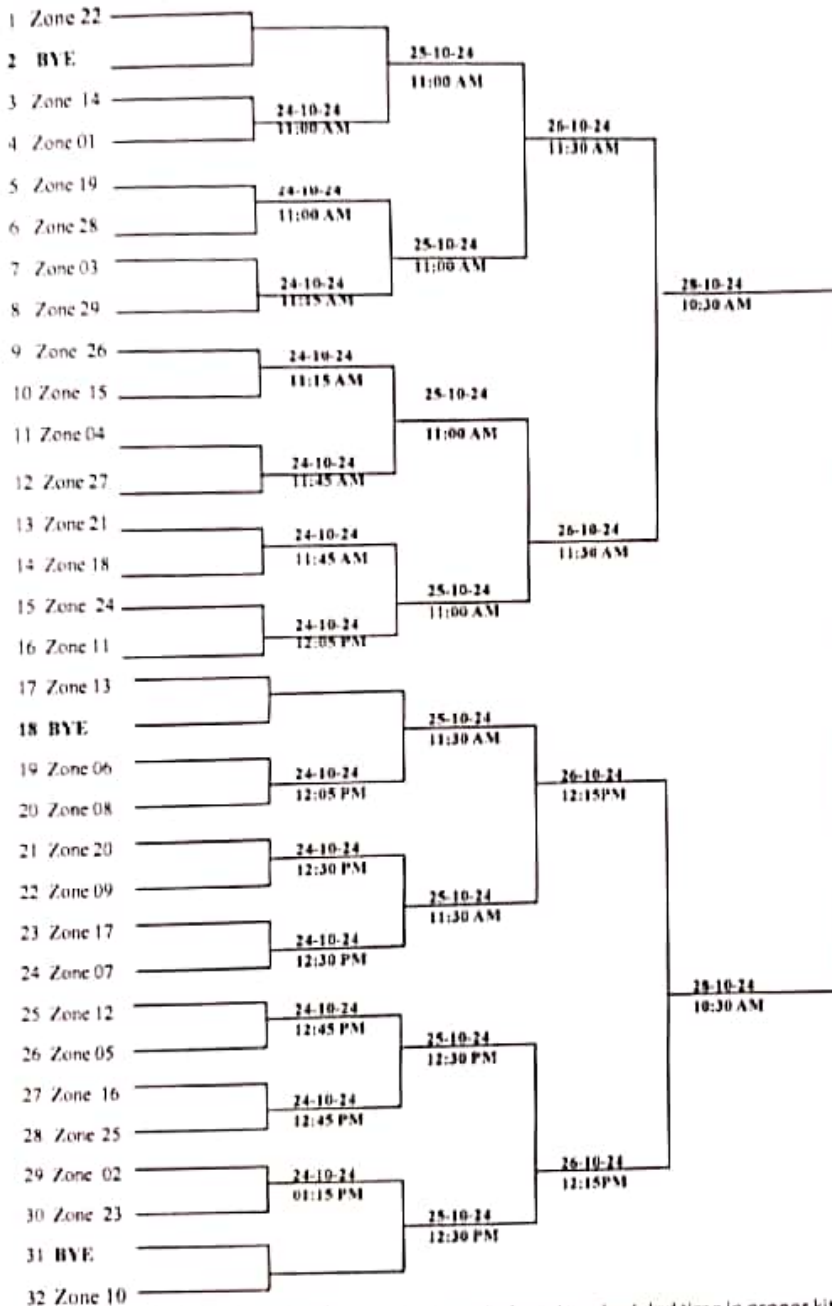 1 Zone 22
2 BYE
3 Zone 14
4 Zone 01
5 Zone 19
6 Zone 28
7 Zone 03
8 Zone 29
9 Zone 26
10 Zone 15
11 Zone 04
12 Zone 27
13 Zone 21
14 Zone 18
15 Zone 24
16 Zone 11
17 Zone 13
18 BYE
19 Zone 06
20 Zone 08
21 Zone 20
22 Zone 09
23 Zone 17
24 Zone 07
25 Zone 12
26 Zone 05
27 Zone 16
28 Zone 25
29 Zone 02
30 Zone 23
31 BYE
32 Zone 10
24-10-24
11:00 AM
24-10-24
11:00 AM
24-10-24
11:15 AM
24-10-24
11:15 AM
24-10-24
11:45 AM
24-10-24
11:45 AM
24-10-24
12:05 PM
24-10-24
12:05 PM
24-10-24
12:30 PM
24-10-24
12:30 PM
24-10-24
12:45 PM
24-10-24
12:45 PM
24-10-24
01:15 PM
25-10-24
11:00 AM
25-10-24
11:00 AM
25-10-24
11:00 AM
25-10-24
11:00 AM
25-10-24
11:30 AM
25-10-24
11:30 AM
25-10-24
12:30 PM
25-10-24
12:30 PM
26-10-24
11:30 AM
26-10-24
11:30 AM
26-10-24
12:15PM
26-10-24
12:15PM
28-10-24
10:30 AM
28-10-24
10:30 AM